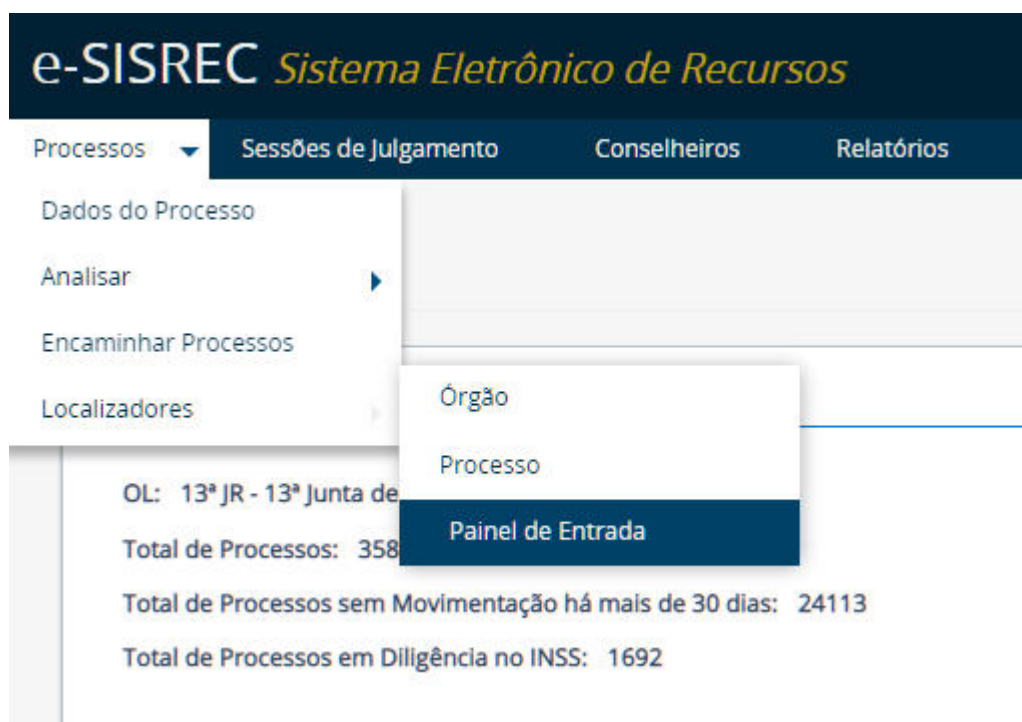 e-SISREC Sistema Eletrônico de Recursos
Processos Sessões de Julgamento Conselheiros Relatórios
Dados do Processo
Analisar
Encaminhar Processos
Localizadores
Órgão
Processo
Painel de Entrada
OL: 13ª JR - 13ª Junta de
Total de Processos: 358
Total de Processos sem Movimentação há mais de 30 dias: 24113
Total de Processos em Diligência no INSS: 1692